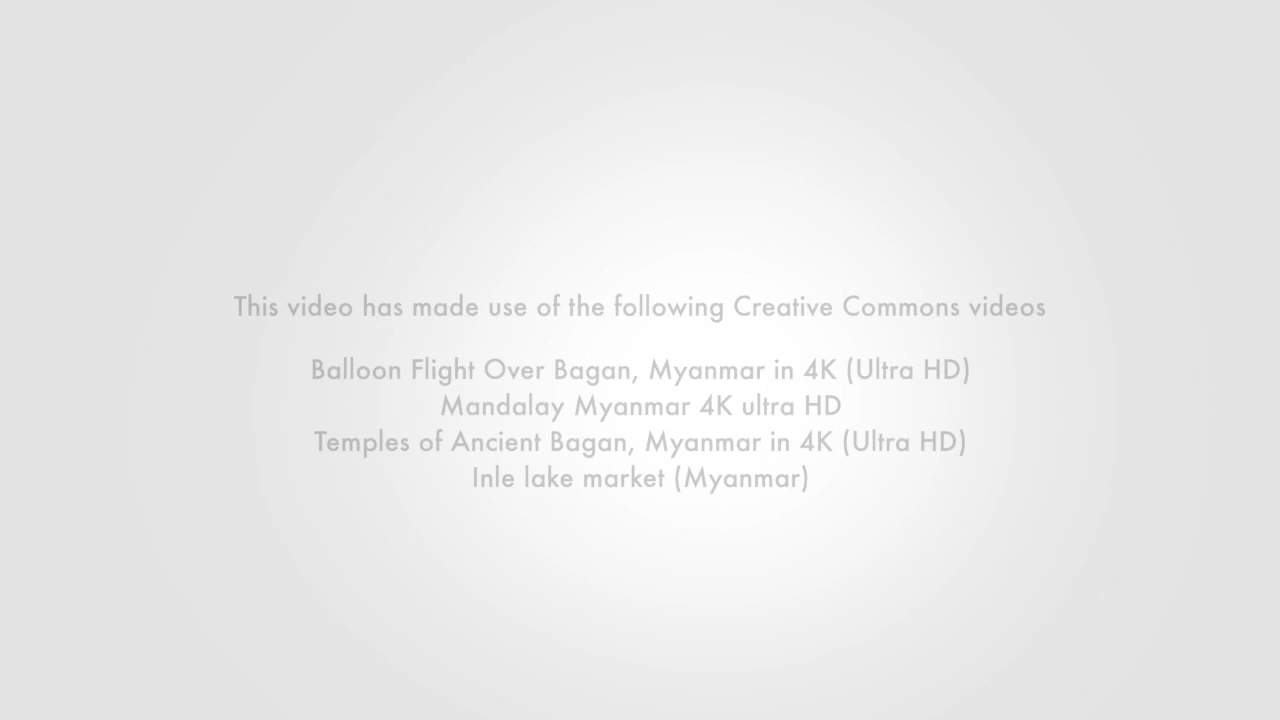 This video has made use of the following Creative Commons videos
Balloon Flight Over Bagan, Myanmar in 4K (Ultra HD)
Mandalay Myanmar 4K ultra HD
Temples of Ancient Bagan, Myanmar in 4K (Ultra HD)
Inle lake market (Myanmar)